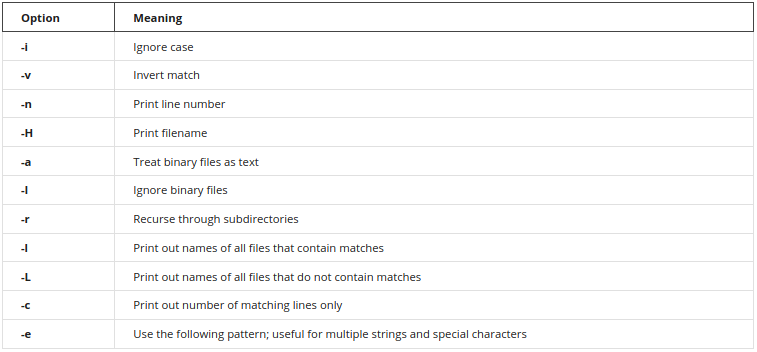 Option Meaning
-i Ignore case
-v Invert match
-n Print line number
-H Print filename
-a Treat binary files as text
-I Ignore binary files
-r Recurse through subdirectories
-l Print out names of all files that contain matches
-L Print out names of all files that do not contain matches
-c Print out number of matching lines only
-e Use the following pattern; useful for multiple strings and special characters